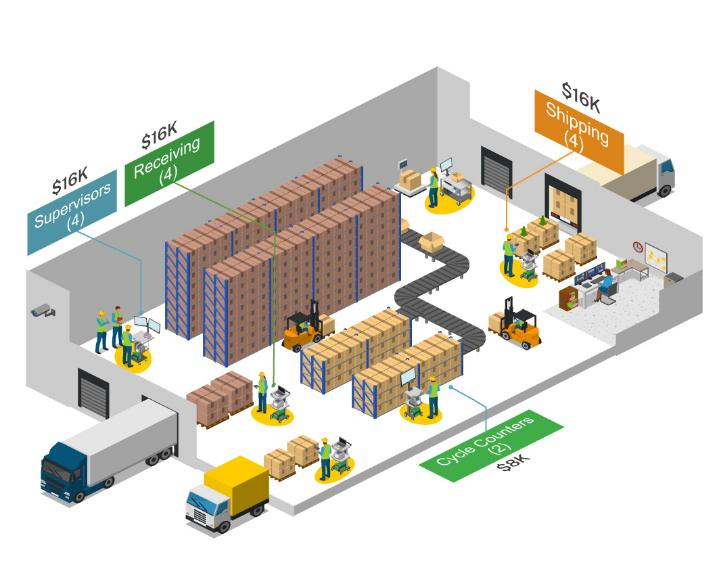 $16K
Supervisors
(4)
$16K
Receiving
(4)
$16K
Shipping
(4)
Cycle Counters
(2)
$8K